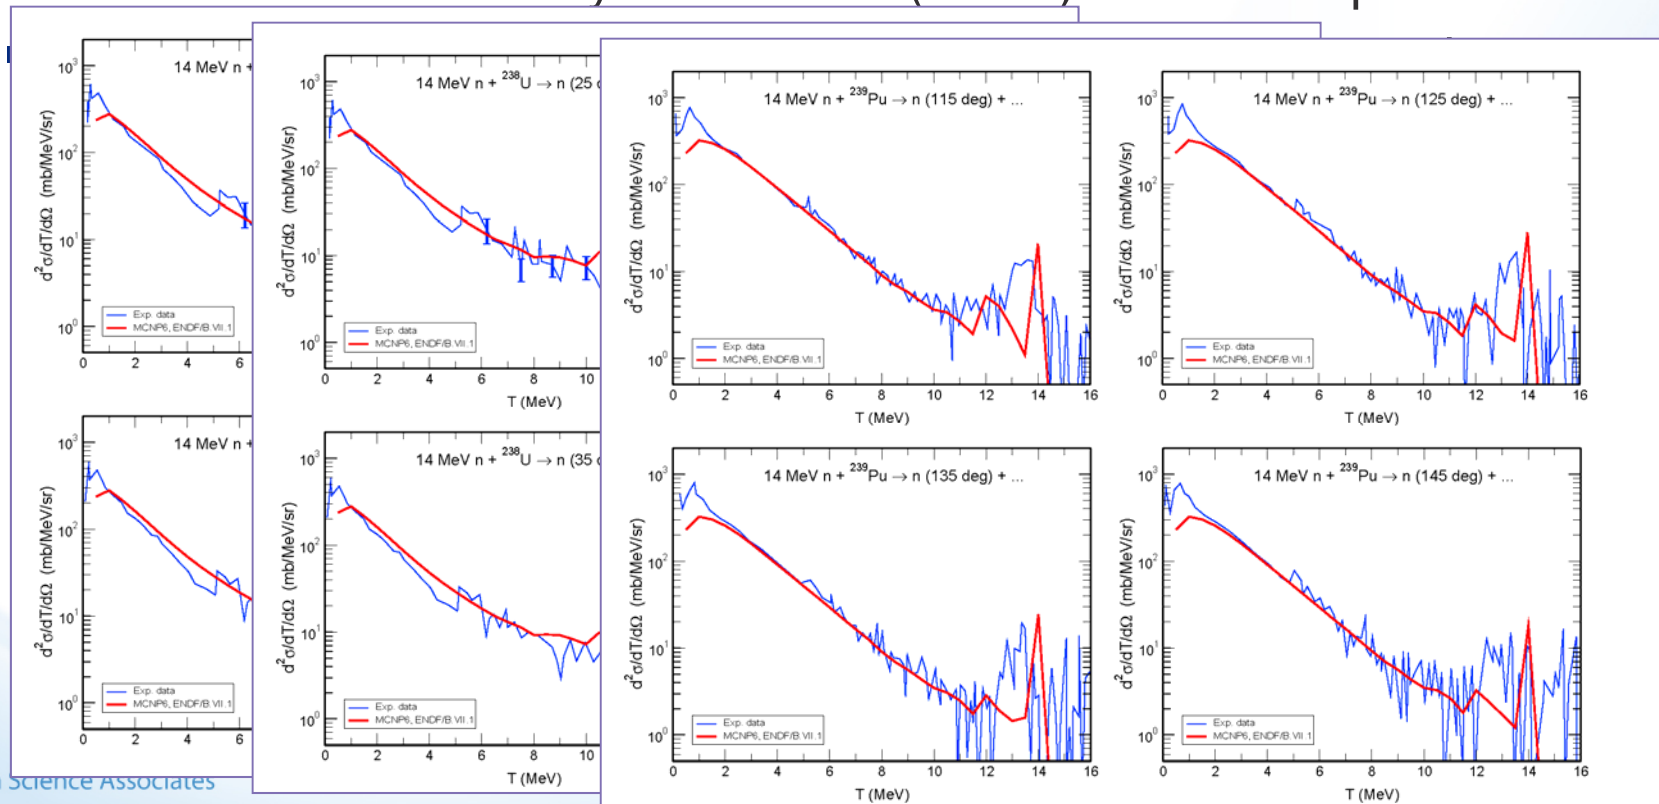 14 MeV n +
d²σ/dT/dΩ (mb/MeV/sr)
10³
10²
10¹
10⁰
Exp. data
MCNP6, ENDF/B.VII.1
0 2 4 6
14 MeV n +
d²σ/dT/dΩ (mb/MeV/sr)
10³
10²
10¹
10⁰
Exp. data
MCNP6, ENDF/B.VII.1
0 2 4 6
Science Associates
14 MeV n + ²³⁸U → n (25
d²σ/dT/dΩ (mb/MeV/sr)
10³
10²
10¹
10⁰
Exp. data
MCNP6, ENDF/B.VII.1
0 2 4 6 8 10
T (MeV)
14 MeV n + ²³⁸U → n (35
d²σ/dT/dΩ (mb/MeV/sr)
10³
10²
10¹
10⁰
Exp. data
MCNP6, ENDF/B.VII.1
0 2 4 6 8 10
T (MeV)
14 MeV n + ²³⁹Pu → n (115 deg) + ...
d²σ/dT/dΩ (mb/MeV/sr)
10³
10²
10¹
10⁰
Exp. data
MCNP6, ENDF/B.VII.1
0 2 4 6 8 10 12 14 16
T (MeV)
14 MeV n + ²³⁹Pu → n (125 deg) + ...
d²σ/dT/dΩ (mb/MeV/sr)
10³
10²
10¹
10⁰
Exp. data
MCNP6, ENDF/B.VII.1
0 2 4 6 8 10 12 14 16
T (MeV)
14 MeV n + ²³⁹Pu → n (135 deg) + ...
d²σ/dT/dΩ (mb/MeV/sr)
10³
10²
10¹
10⁰
Exp. data
MCNP6, ENDF/B.VII.1
0 2 4 6 8 10 12 14 16
T (MeV)
14 MeV n + ²³⁹Pu → n (145 deg) + ...
d²σ/dT/dΩ (mb/MeV/sr)
10³
10²
10¹
10⁰
Exp. data
MCNP6, ENDF/B.VII.1
0 2 4 6 8 10 12 14 16
T (MeV)